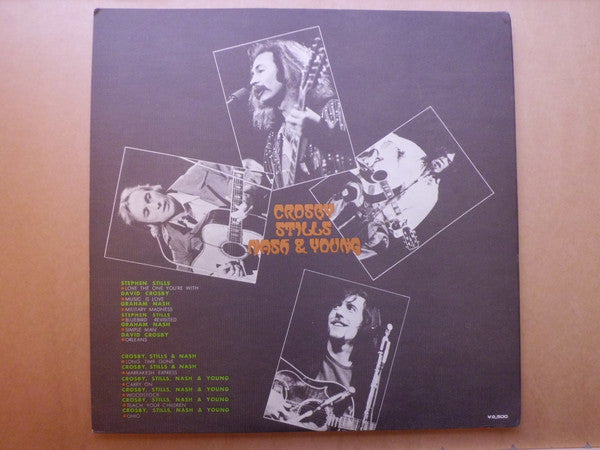 CROSBY
STILLS
NASH & YOUNG
STEPHEN STILLS
LOVE THE ONE YOU'RE WITH
DAVID CROSBY
MUSIC IS LOVE
GRAHAM NASH
MILITARY MADNESS
STEPHEN STILLS
BLUEBIRD REVISITED
GRAHAM NASH
SIMPLE MAN
DAVID CROSBY
ORLEANS
CROSBY, STILLS & NASH
LONG TIME GONE
CROSBY, STILLS & NASH
MARRAKESH EXPRESS
CROSBY, STILLS, NASH & YOUNG
CARRY ON
CROSBY, STILLS, NASH & YOUNG
WOODSTOCK
CROSBY, STILLS, NASH & YOUNG
TEACH YOUR CHILDREN
CROSBY, STILLS, NASH & YOUNG
OHIO
¥2,500